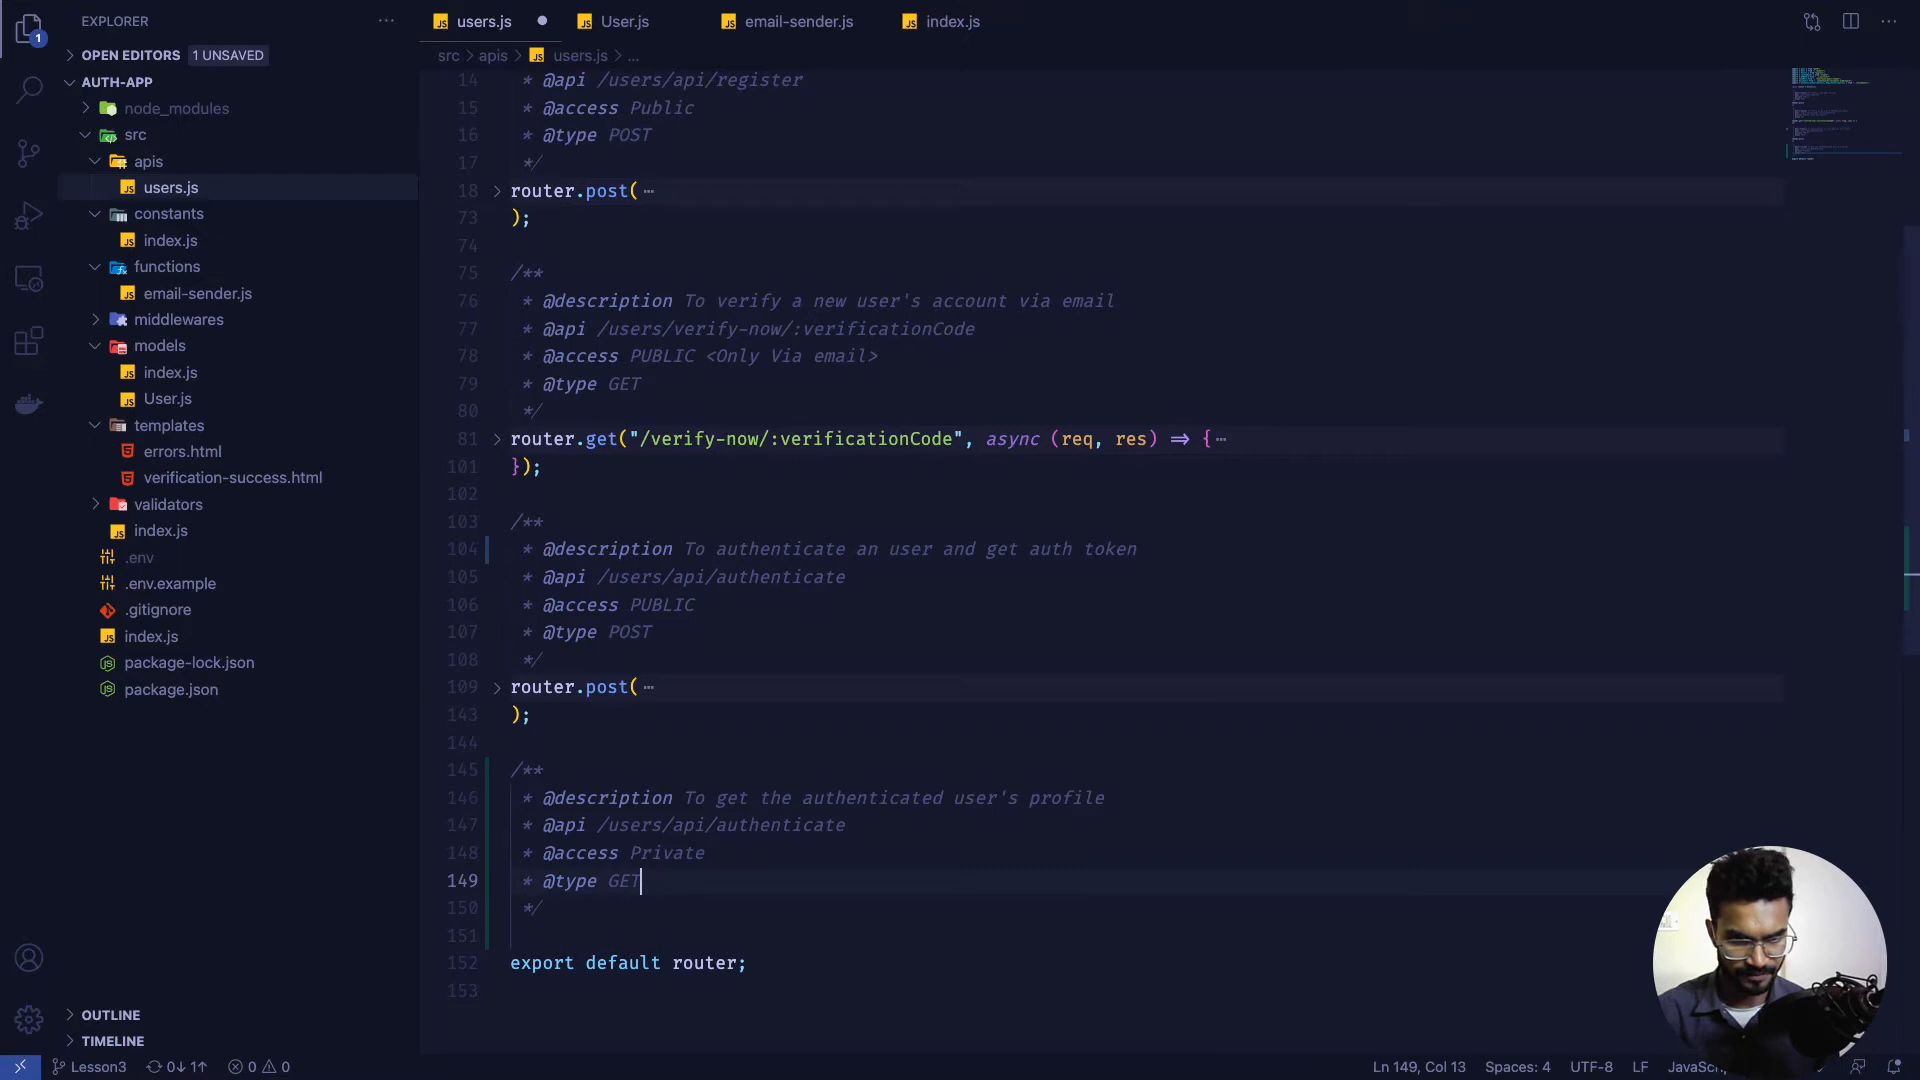 EXPLORER
OPEN EDITORS 1 UNSAVED
AUTH-APP
node_modules
src
apis
users.js
constants
index.js
functions
email-sender.js
middlewares
models
index.js
User.js
templates
errors.html
verification-success.html
validators
index.js
.env
.env.example
.gitignore
index.js
package-lock.json
package.json
OUTLINE
TIMELINE
1
JS users.js
JS User.js
JS email-sender.js
JS index.js
src > apis > JS users.js > ...
14 * @api /users/api/register
15 * @access Public
16 * @type POST
17 */
18 router.post( ⋯
73 );
74
75 /**
76 * @description To verify a new user's account via email
77 * @api /users/verify-now/:verificationCode
78 * @access PUBLIC <Only Via email>
79 * @type GET
80 */
81 router.get("/verify-now/:verificationCode", async (req, res) ⇒ { ⋯
101 });
102
103 /**
104 * @description To authenticate an user and get auth token
105 * @api /users/api/authenticate
106 * @access PUBLIC
107 * @type POST
108 */
109 router.post( ⋯
143 );
144
145 /**
146 * @description To get the authenticated user's profile
147 * @api /users/api/authenticate
148 * @access Private
149 * @type GET
150 */
151
152 export default router;
153
Lesson3 0↓ 1↑ 0 0 Ln 149, Col 13 Spaces: 4 UTF-8 LF